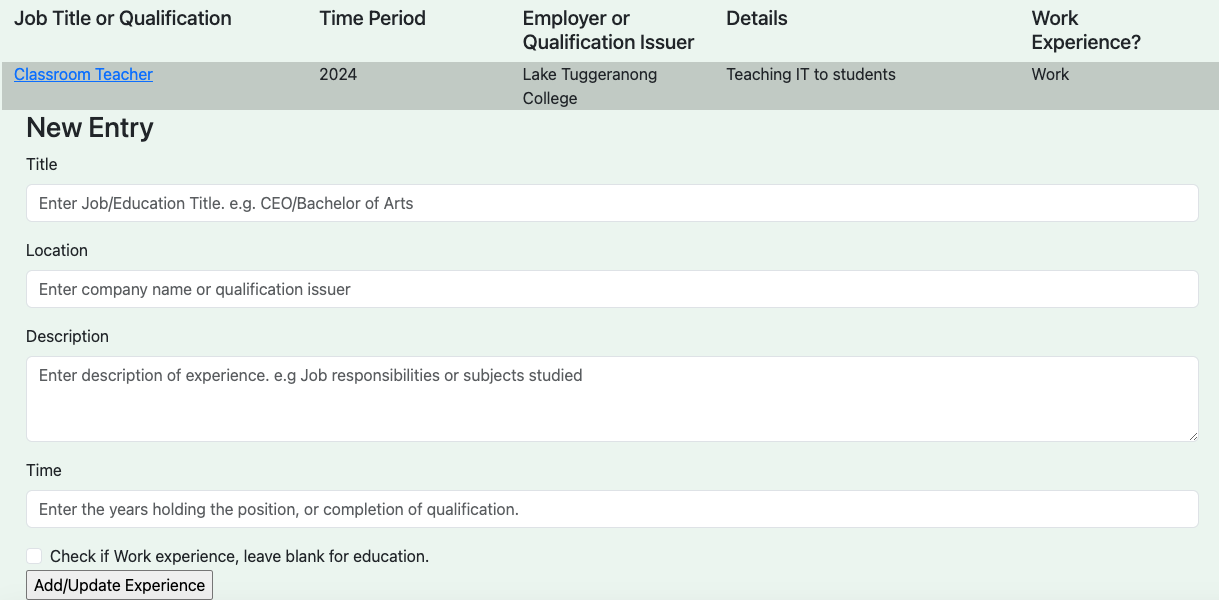 Job Title or Qualification Time Period Employer or Details Work
Qualification Issuer Experience?
Classroom Teacher 2024 Lake Tuggeranong Teaching IT to students Work
College
New Entry
Title
Enter Job/Education Title. e.g. CEO/Bachelor of Arts
Location
Enter company name or qualification issuer
Description
Enter description of experience. e.g Job responsibilities or subjects studied
Time
Enter the years holding the position, or completion of qualification.
Check if Work experience, leave blank for education.
Add/Update Experience